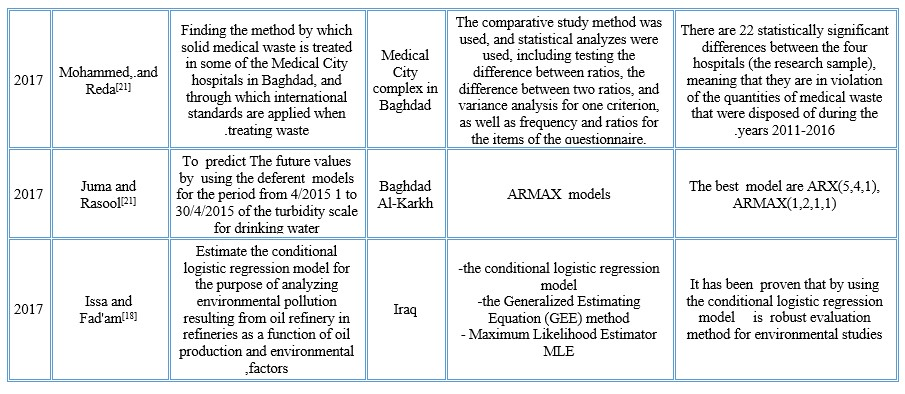 2017
Mohammed,.and
Reda[21]
Finding the method by which
solid medical waste is treated
in some of the Medical City
hospitals in Baghdad, and
through which international
standards are applied when
.treating waste
Medical
City
complex in
Baghdad
The comparative study method was
used, and statistical analyzes were
used, including testing the
difference between ratios, the
difference between two ratios, and
variance analysis for one criterion,
as well as frequency and ratios for
the items of the questionnaire.
There are 22 statistically significant
differences between the four
hospitals (the research sample),
meaning that they are in violation
of the quantities of medical waste
that were disposed of during the
.years 2011-2016
2017
Juma and
Rasool[21]
To predict The future values
by using the deferent models
for the period from 4/2015 1 to
30/4/2015 of the turbidity scale
for drinking water
Baghdad
Al-Karkh
ARMAX models
The best model are ARX(5,4,1),
ARMAX(1,2,1,1)
2017
Issa and
Fad'am[18]
Estimate the conditional
logistic regression model for
the purpose of analyzing
environmental pollution
resulting from oil refinery in
refineries as a function of oil
production and environmental
,factors
Iraq
-the conditional logistic regression
model
-the Generalized Estimating
Equation (GEE) method
- Maximum Likelihood Estimator
MLE
It has been proven that by using
the conditional logistic regression
model is robust evaluation
method for environmental studies